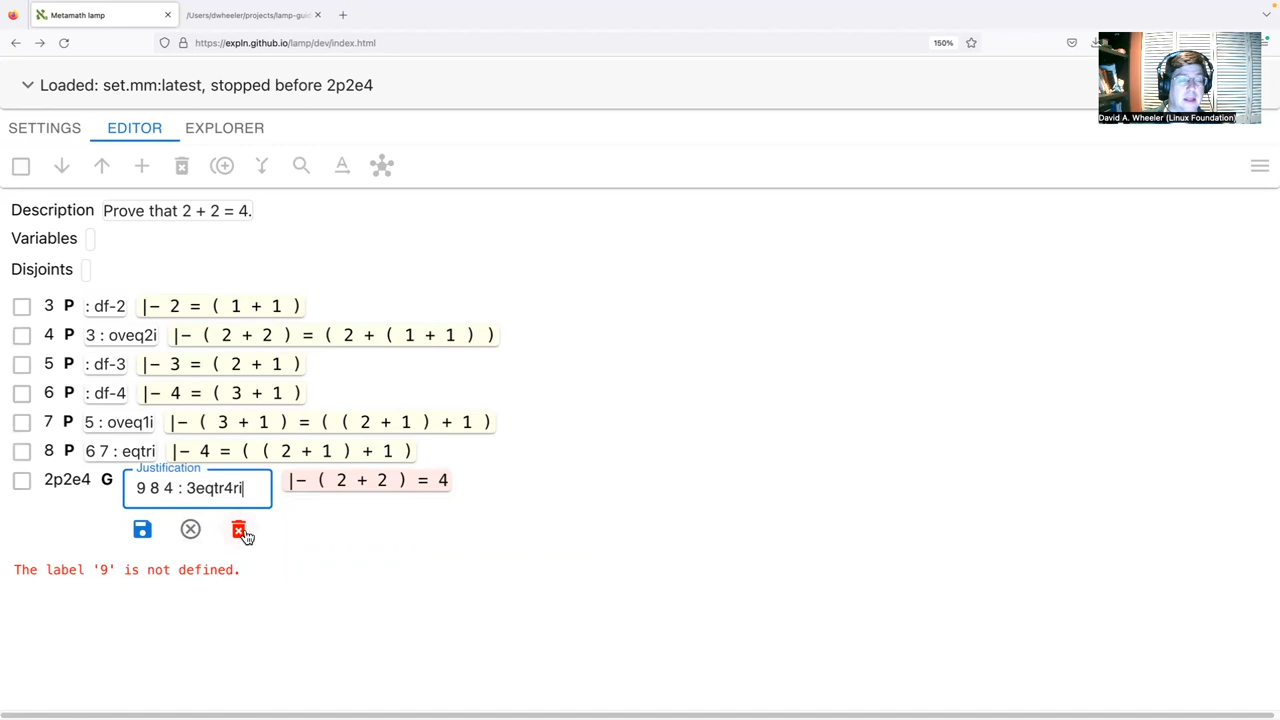 Metamath lamp
/Users/dwheeler/projects/lamp-gui
https://expln.github.io/lamp/dev/index.html
150%
Loaded: set.mm:latest, stopped before 2p2e4
David A. Wheeler (Linux Foundation)
SETTINGS EDITOR EXPLORER
Description Prove that 2 + 2 = 4.
Variables
Disjoints
3 P : df-2 |- 2 = ( 1 + 1 )
4 P 3 : oveq2i |- ( 2 + 2 ) = ( 2 + ( 1 + 1 ) )
5 P : df-3 |- 3 = ( 2 + 1 )
6 P : df-4 |- 4 = ( 3 + 1 )
7 P 5 : oveq1i |- ( 3 + 1 ) = ( ( 2 + 1 ) + 1 )
8 P 6 7 : eqtri |- 4 = ( ( 2 + 1 ) + 1 )
Justification
2p2e4 G 9 8 4 : 3eqtr4ri |- ( 2 + 2 ) = 4
The label '9' is not defined.